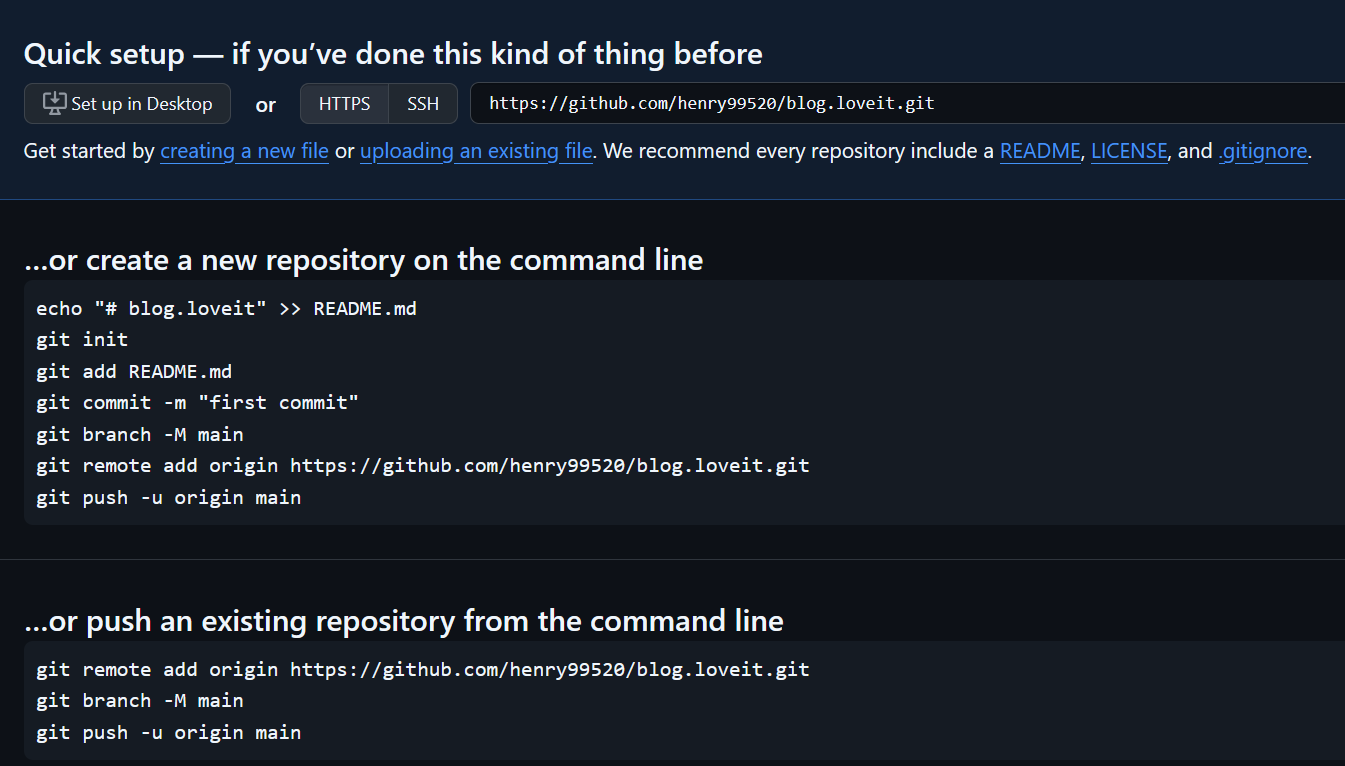 Quick setup — if you’ve done this kind of thing before
Set up in Desktop or HTTPS SSH https://github.com/henry99520/blog.loveit.git
Get started by creating a new file or uploading an existing file. We recommend every repository include a README, LICENSE, and .gitignore.
…or create a new repository on the command line
echo "# blog.loveit" >> README.md
git init
git add README.md
git commit -m "first commit"
git branch -M main
git remote add origin https://github.com/henry99520/blog.loveit.git
git push -u origin main
…or push an existing repository from the command line
git remote add origin https://github.com/henry99520/blog.loveit.git
git branch -M main
git push -u origin main